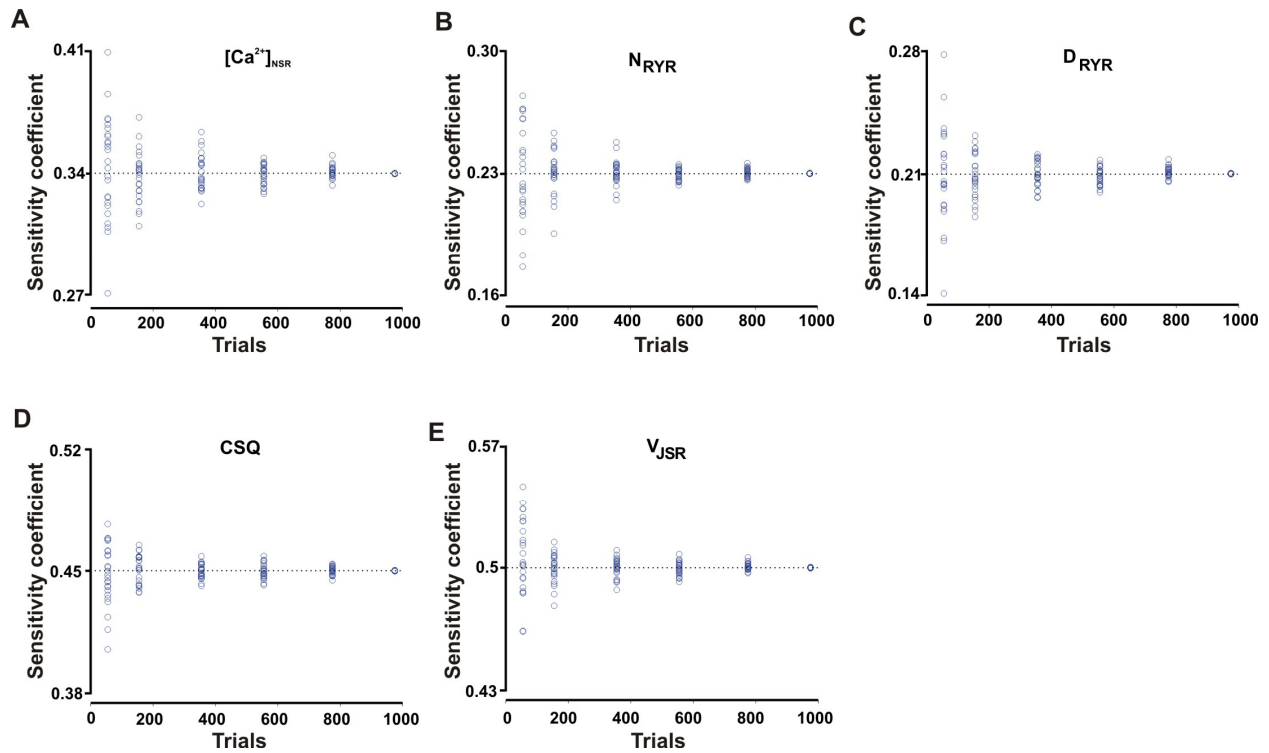 A
[Ca²⁺]NSR
Sensitivity coefficient
0.41
0.34
0.27
0 200 400 600 800 1000
Trials
B
NRYR
Sensitivity coefficient
0.30
0.23
0.16
0 200 400 600 800 1000
Trials
C
DRYR
Sensitivity coefficient
0.28
0.21
0.14
0 200 400 600 800 1000
Trials
D
CSQ
Sensitivity coefficient
0.52
0.45
0.38
0 200 400 600 800 1000
Trials
E
VJSR
Sensitivity coefficient
0.57
0.5
0.43
0 200 400 600 800 1000
Trials